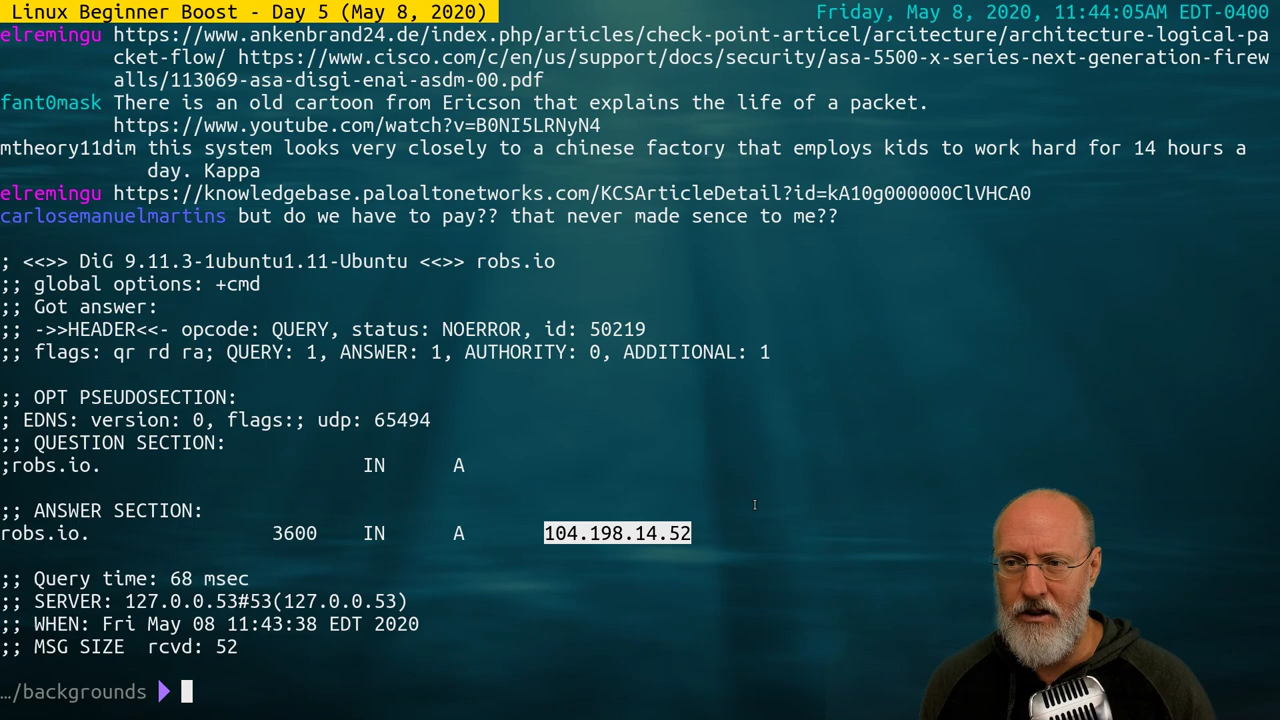 Linux Beginner Boost - Day 5 (May 8, 2020)
Friday, May 8, 2020, 11:44:05AM EDT-0400
elremingu https://www.ankenbrand24.de/index.php/articles/check-point-articel/arcitecture/architecture-logical-pa
cket-flow/ https://www.cisco.com/c/en/us/support/docs/security/asa-5500-x-series-next-generation-firew
alls/113069-asa-disgi-enai-asdm-00.pdf
fant0mask There is an old cartoon from Ericson that explains the life of a packet.
https://www.youtube.com/watch?v=B0NI5LRNyN4
mtheory11dim this system looks very closely to a chinese factory that employs kids to work hard for 14 hours a
day. Kappa
elremingu https://knowledgebase.paloaltonetworks.com/KCSArticleDetail?id=kA10g000000ClVHCA0
carlosemanuelmartins but do we have to pay?? that never made sence to me??
; <<>> DiG 9.11.3-1ubuntu1.11-Ubuntu <<>> robs.io
;; global options: +cmd
;; Got answer:
;; ->>HEADER<<- opcode: QUERY, status: NOERROR, id: 50219
;; flags: qr rd ra; QUERY: 1, ANSWER: 1, AUTHORITY: 0, ADDITIONAL: 1
;; OPT PSEUDOSECTION:
; EDNS: version: 0, flags:; udp: 65494
;; QUESTION SECTION:
;robs.io. IN A
;; ANSWER SECTION:
robs.io. 3600 IN A 104.198.14.52
;; Query time: 68 msec
;; SERVER: 127.0.0.53#53(127.0.0.53)
;; WHEN: Fri May 08 11:43:38 EDT 2020
;; MSG SIZE rcvd: 52
…/backgrounds